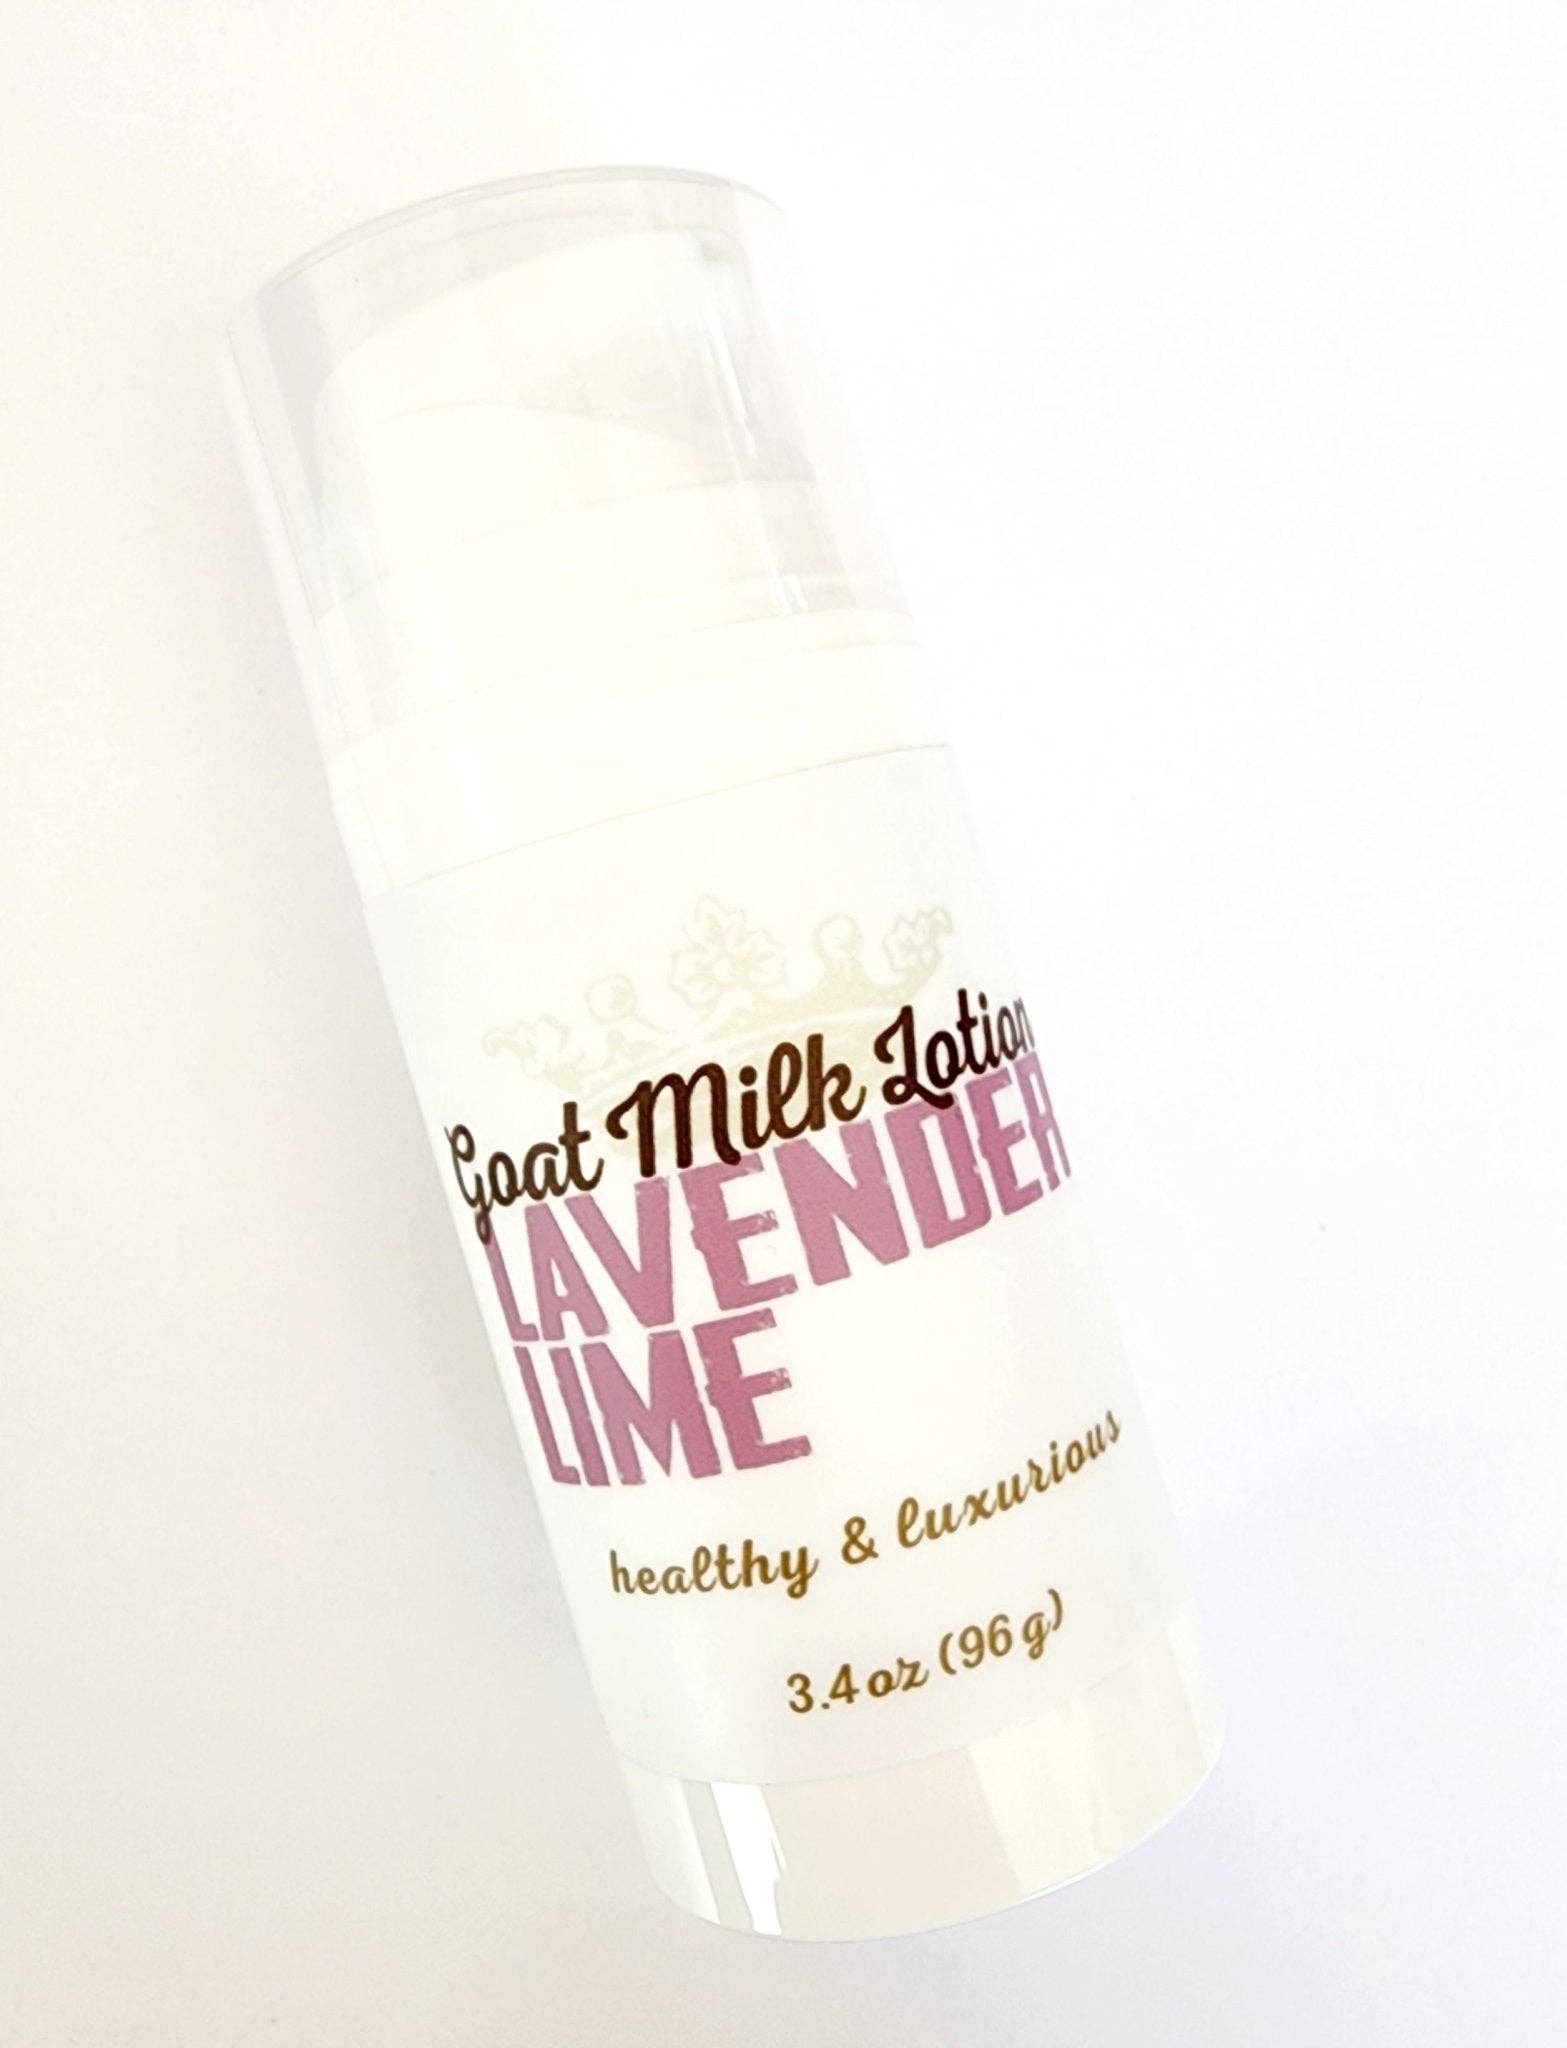 Goat Milk Lotion
LAVENDER
LIME
healthy & luxurious
3.4 oz (96 g)